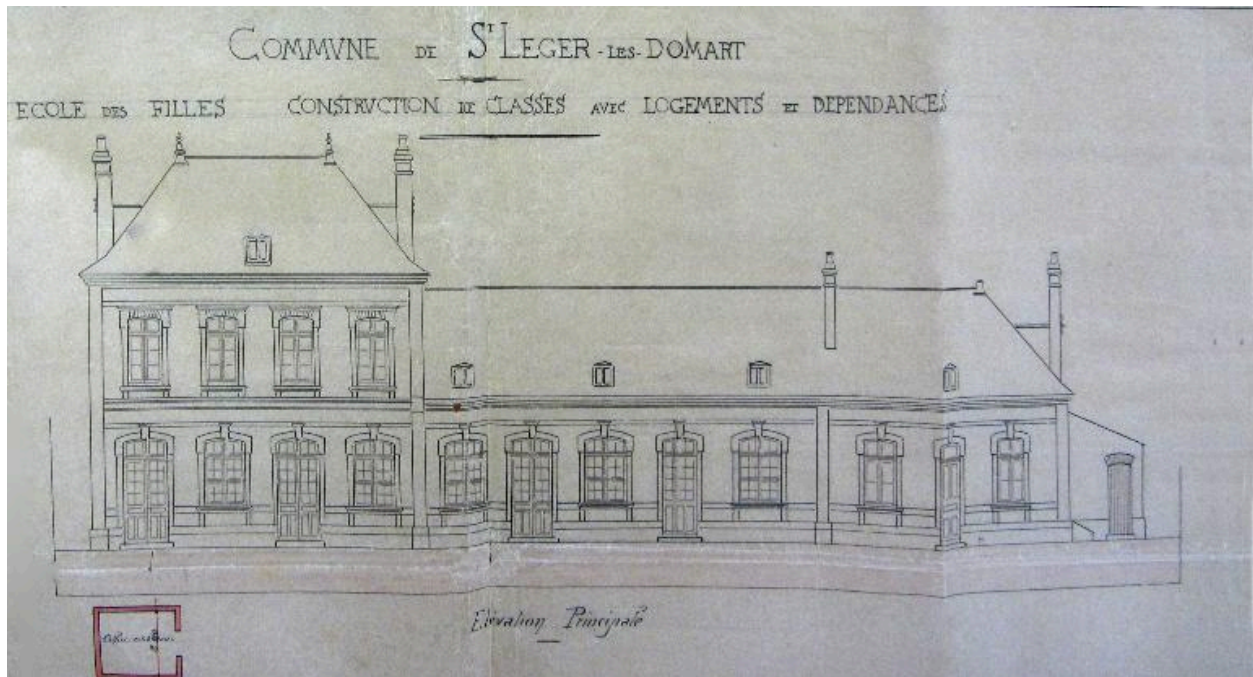 COMMVNE DE ST LEGER-LES-DOMART
ECOLE DES FILLES CONSTRVCTION DE CLASSES AVEC LOGEMENTS ET DEPENDANCES
Elévation Principale